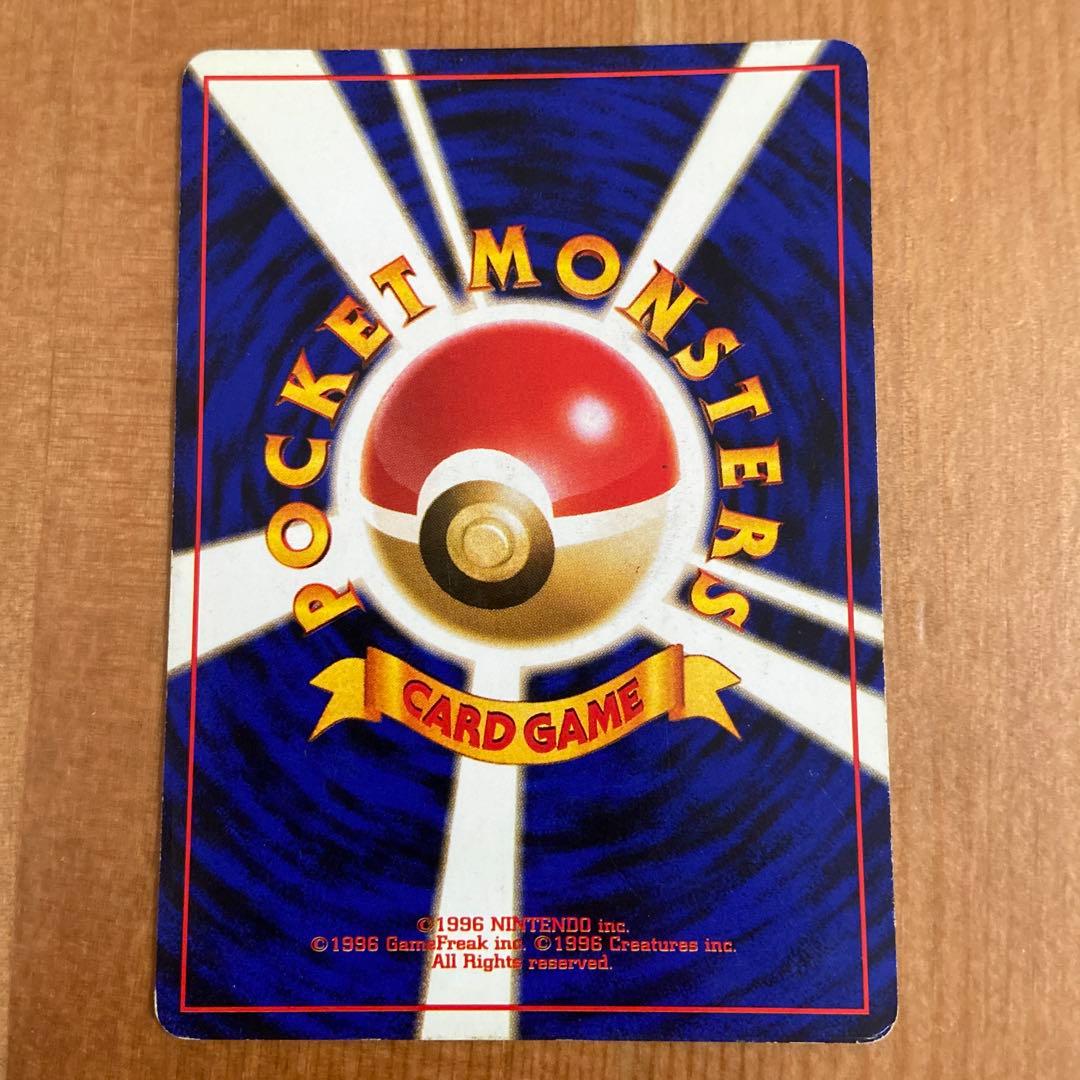 POCKET MONSTERS
CARD GAME
©1996 NINTENDO inc.
©1996 GameFreak inc. ©1996 Creatures inc.
All Rights reserved.